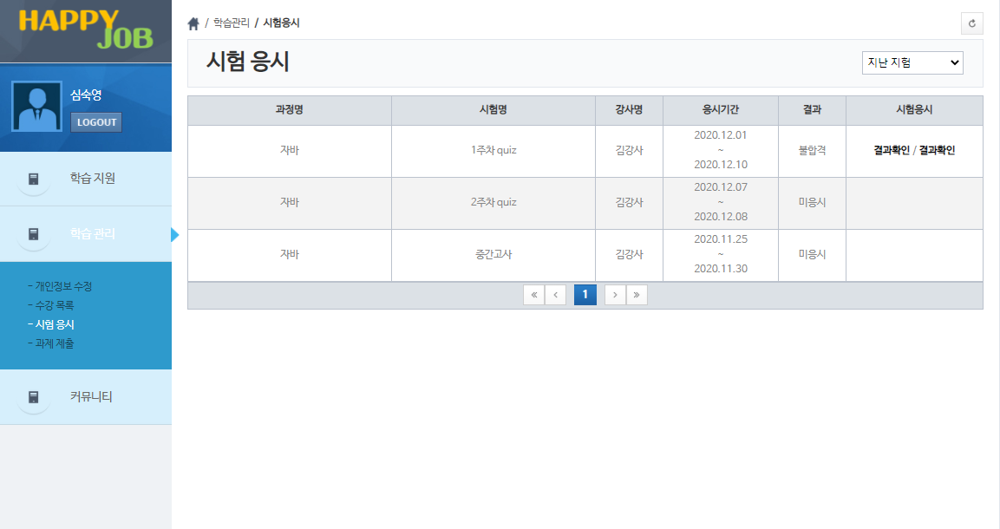 HAPPY
JOB
심숙영
LOGOUT
학습 지원
학습 관리
- 개인정보 수정
- 수강 목록
- 시험 응시
- 과제 제출
커뮤니티
/ 학습관리 / 시험응시
시험 응시
지난 지험
과정명 시험명 강사명 응시기간 결과 시험응시
자바 1주차 quiz 김강사 2020.12.01 ~ 2020.12.10 불합격 결과확인 / 결과확인
자바 2주차 quiz 김강사 2020.12.07 ~ 2020.12.08 미응시
자바 중간고사 김강사 2020.11.25 ~ 2020.11.30 미응시
« ‹ 1 › »